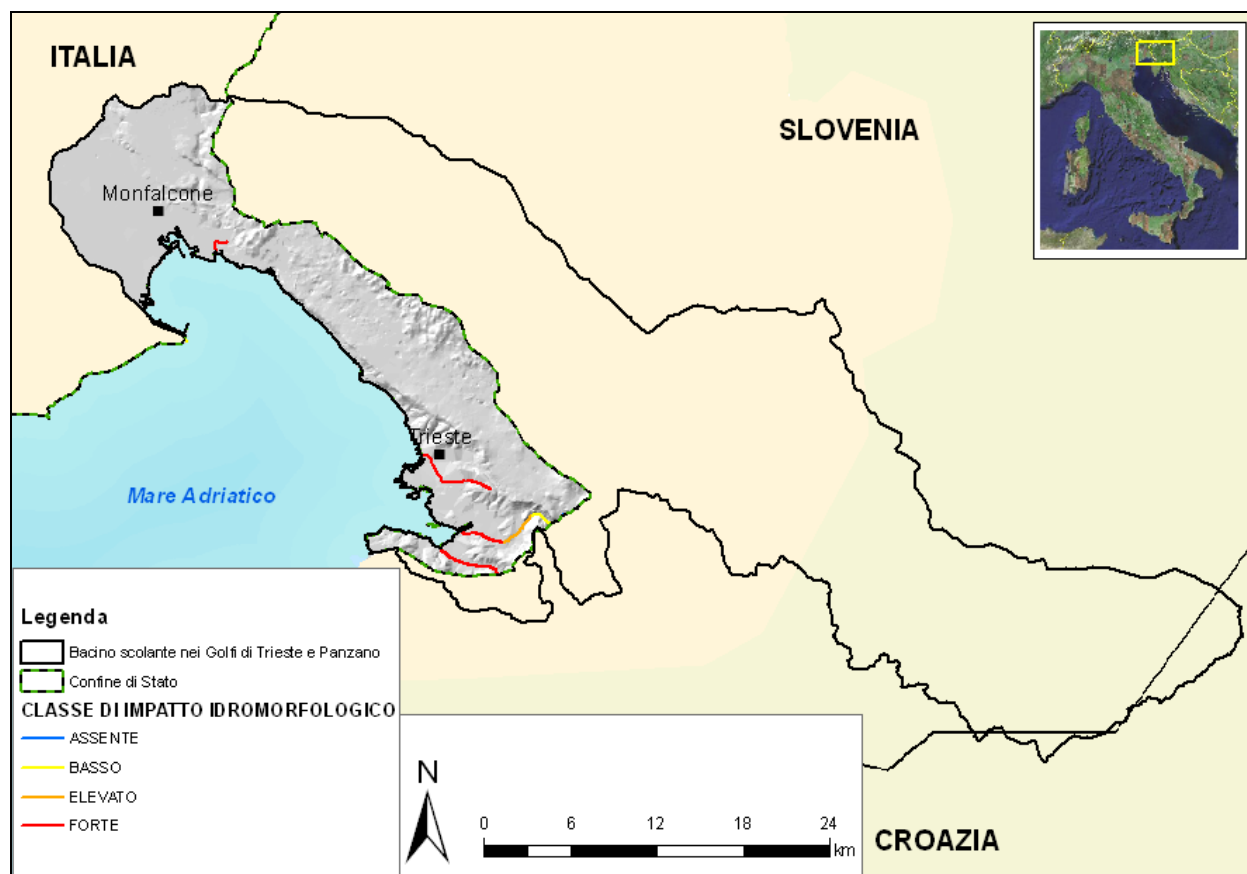 ITALIA
SLOVENIA
Monfalcone
Trieste
Mare Adriatico
Legenda
Bacino scolante nei Golfi di Trieste e Panzano
Confine di Stato
CLASSE DI IMPATTO IDROMORFOLOGICO
ASSENTE
BASSO
ELEVATO
FORTE
N
0 6 12 18 24
km
CROAZIA